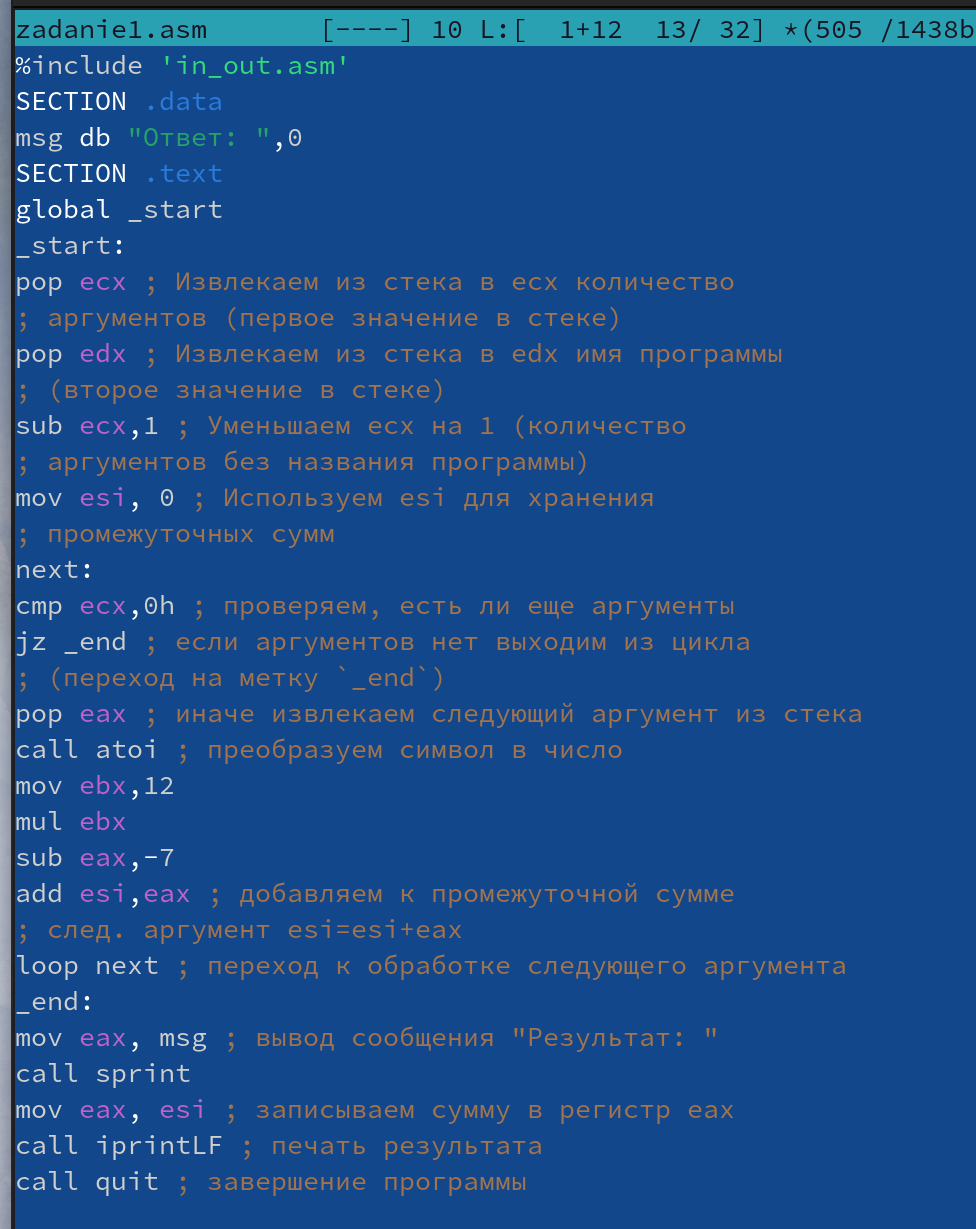 zadanie1.asm [----] 10 L:[ 1+12 13/ 32] *(505 /1438b
%include 'in_out.asm'
SECTION .data
msg db "Ответ: ",0
SECTION .text
global _start
_start:
pop ecx ; Извлекаем из стека в ecx количество
; аргументов (первое значение в стеке)
pop edx ; Извлекаем из стека в edx имя программы
; (второе значение в стеке)
sub ecx,1 ; Уменьшаем ecx на 1 (количество
; аргументов без названия программы)
mov esi, 0 ; Используем esi для хранения
; промежуточных сумм
next:
cmp ecx,0h ; проверяем, есть ли еще аргументы
jz _end ; если аргументов нет выходим из цикла
; (переход на метку `_end`)
pop eax ; иначе извлекаем следующий аргумент из стека
call atoi ; преобразуем символ в число
mov ebx,12
mul ebx
sub eax,-7
add esi,eax ; добавляем к промежуточной сумме
; след. аргумент esi=esi+eax
loop next ; переход к обработке следующего аргумента
_end:
mov eax, msg ; вывод сообщения "Результат: "
call sprint
mov eax, esi ; записываем сумму в регистр eax
call iprintLF ; печать результата
call quit ; завершение программы